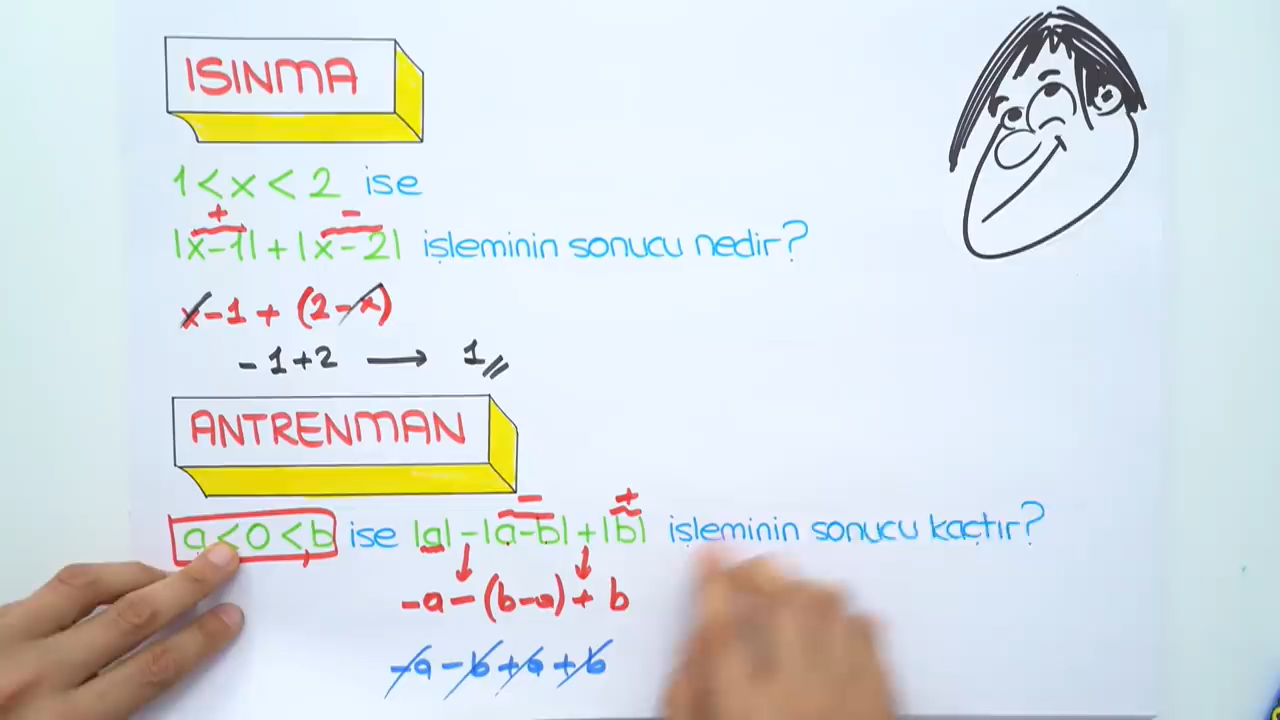 ISINMA
1 < x < 2 ise
+ -
|x-1| + |x-2| işleminin sonucu nedir?
x-1 + (2-x)
-1+2 → 1
ANTRENMAN
- +
a < 0 < b ise |a| - |a-b| + |b| işleminin sonucu kaçtır?
-a - (b-a) + b
-a - b + a + b